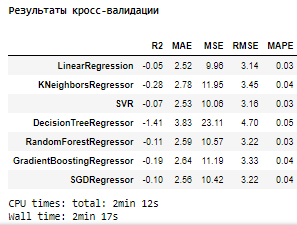 Результаты кросс-валидации
R2 MAE MSE RMSE MAPE
LinearRegression -0.05 2.52 9.96 3.14 0.03
KNeighborsRegressor -0.28 2.78 11.95 3.45 0.04
SVR -0.07 2.53 10.06 3.16 0.03
DecisionTreeRegressor -1.41 3.83 23.11 4.70 0.05
RandomForestRegressor -0.11 2.59 10.57 3.22 0.03
GradientBoostingRegressor -0.19 2.64 11.19 3.33 0.04
SGDRegressor -0.10 2.56 10.42 3.22 0.04
CPU times: total: 2min 12s
Wall time: 2min 17s